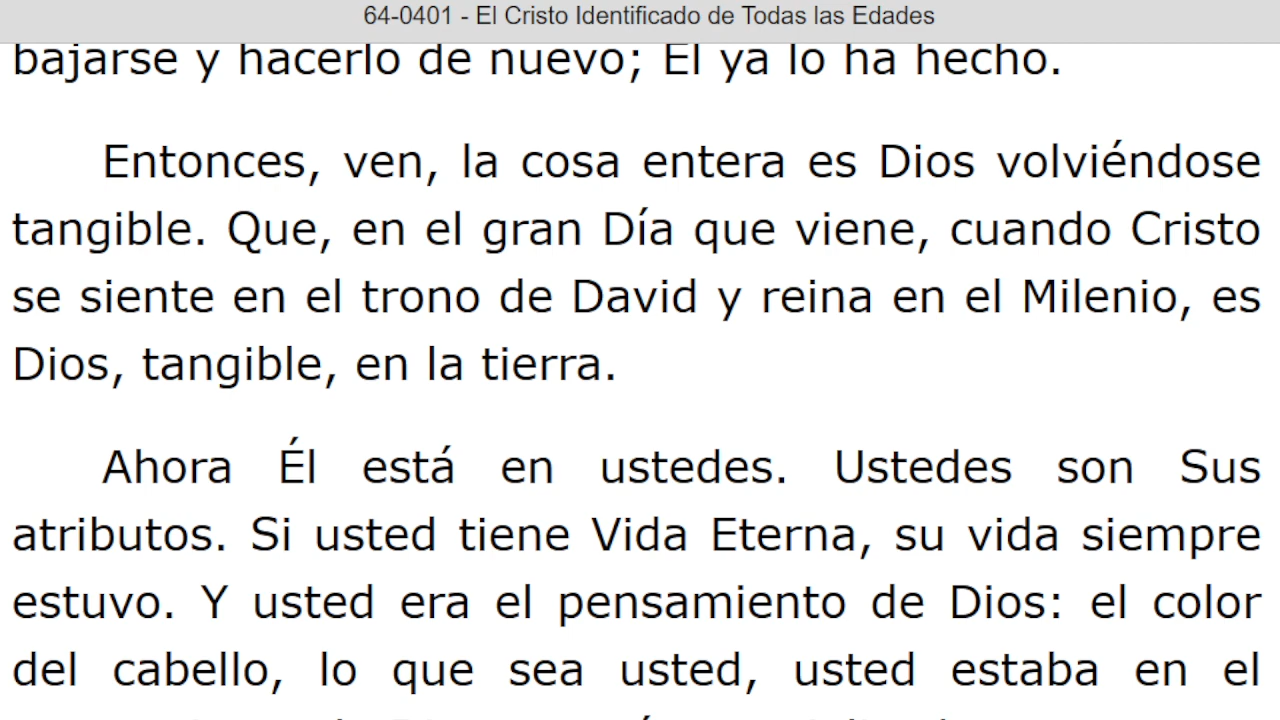 64-0401 - El Cristo Identificado de Todas las Edades
bajarse y hacerlo de nuevo; El ya lo ha hecho.
Entonces, ven, la cosa entera es Dios volviéndose
tangible. Que, en el gran Día que viene, cuando Cristo
se siente en el trono de David y reina en el Milenio, es
Dios, tangible, en la tierra.
Ahora Él está en ustedes. Ustedes son Sus
atributos. Si usted tiene Vida Eterna, su vida siempre
estuvo. Y usted era el pensamiento de Dios: el color
del cabello, lo que sea usted, usted estaba en el